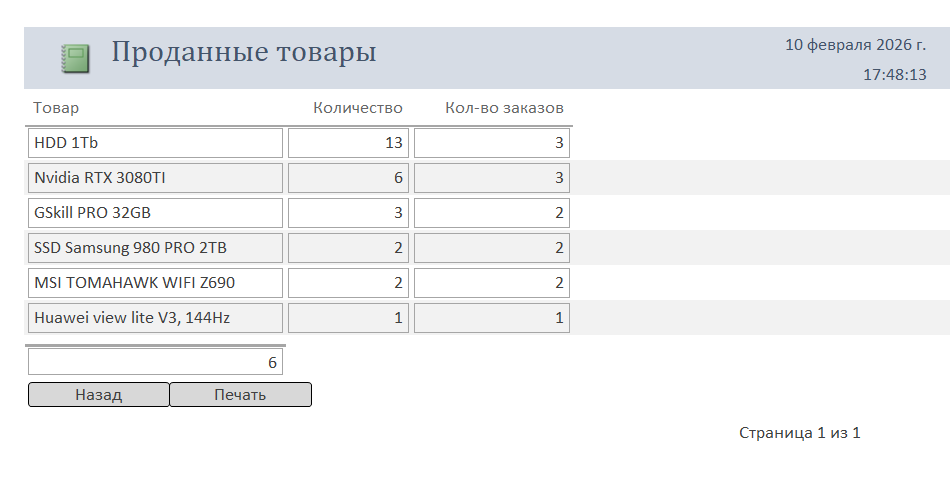 Проданные товары
10 февраля 2026 г.
17:48:13
Товар Количество Кол-во заказов
HDD 1Tb 13 3
Nvidia RTX 3080TI 6 3
GSkill PRO 32GB 3 2
SSD Samsung 980 PRO 2TB 2 2
MSI TOMAHAWK WIFI Z690 2 2
Huawei view lite V3, 144Hz 1 1
6
Назад Печать
Страница 1 из 1